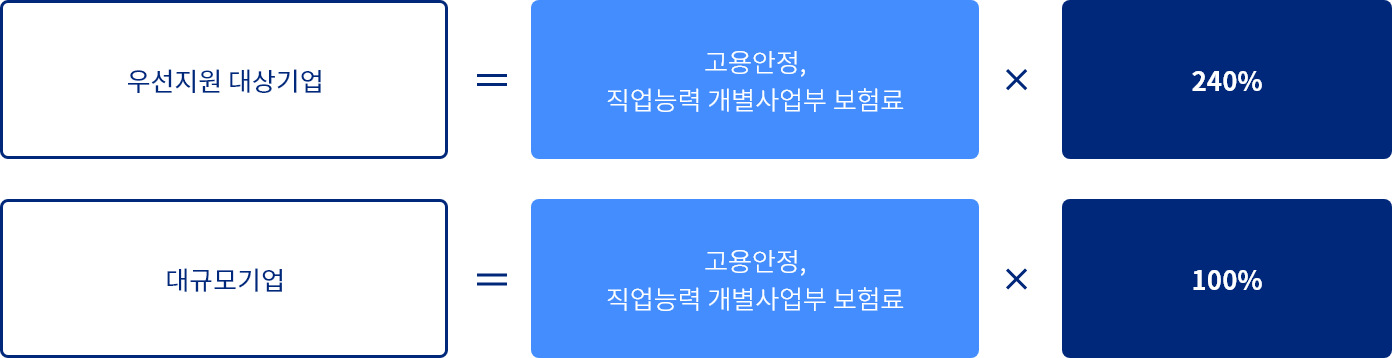 우선지원 대상기업
=
고용안정,
직업능력 개별사업부 보험료
×
240%
대규모기업
=
고용안정,
직업능력 개별사업부 보험료
×
100%